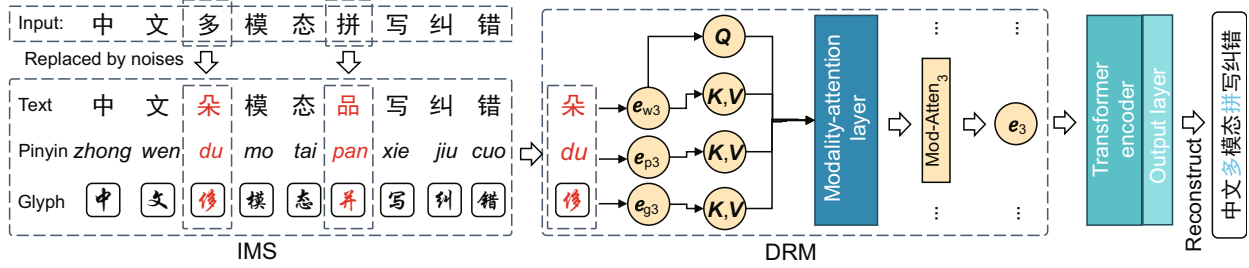 Input: 中 文 多 模 态 拼 写 纠 错
Replaced by noises
Text 中 文 朵 模 态 品 写 纠 错
Pinyin zhong wen du mo tai pan xie jiu cuo
Glyph 中 文 侈 模 态 并 写 纠 错
IMS
朵
du
侈
e_w3
e_p3
e_g3
Q
K,V
K,V
K,V
Modality-attention layer
...
Mod-Atten_3
...
...
e_3
...
DRM
Transformer encoder
Output layer
Reconstruct
中文多模态拼写纠错